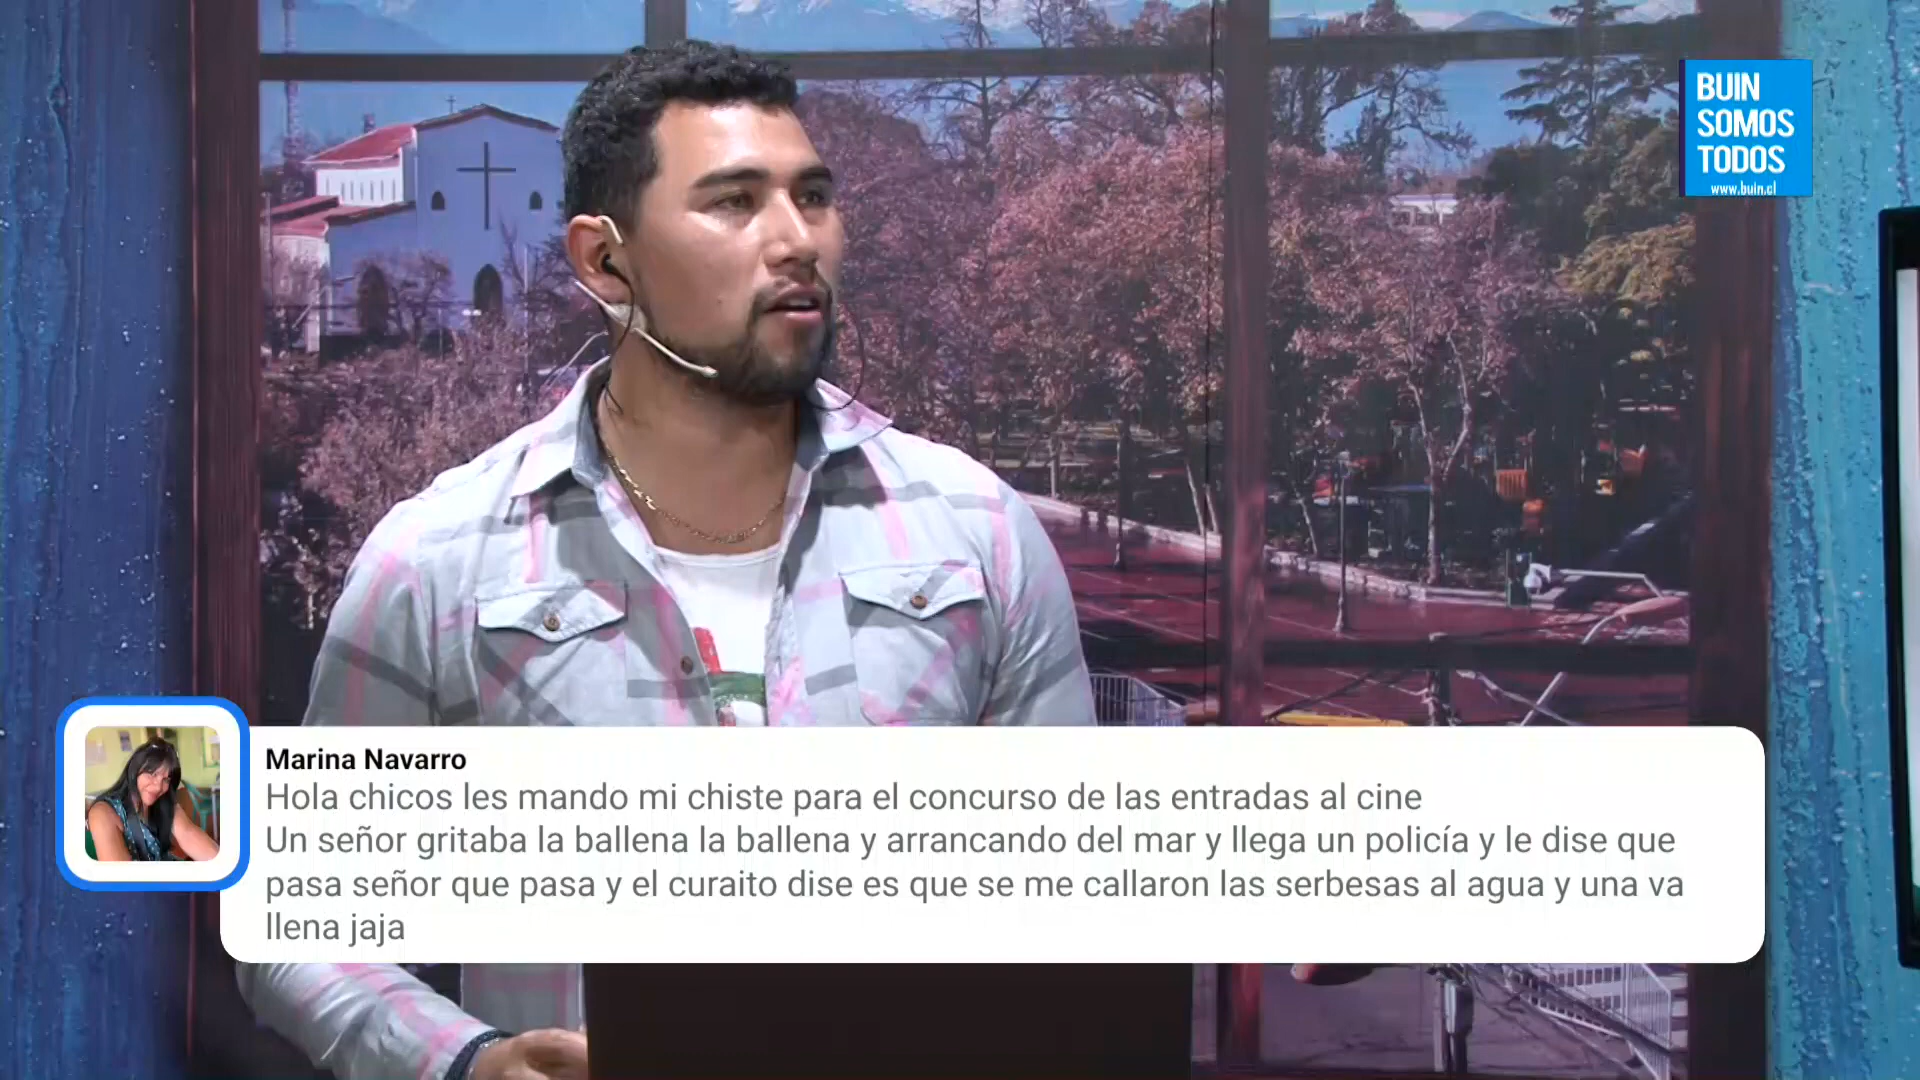 BUIN
SOMOS
TODOS
www.buin.cl
Marina Navarro
Hola chicos les mando mi chiste para el concurso de las entradas al cine
Un señor gritaba la ballena la ballena y arrancando del mar y llega un policía y le dise que
pasa señor que pasa y el curaito dise es que se me callaron las serbesas al agua y una va
llena jaja